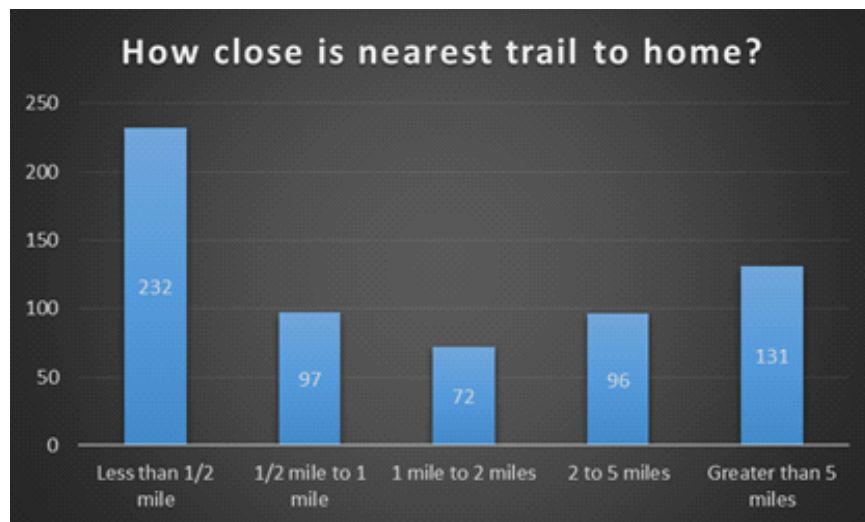 How close is nearest trail to home?
250
200
150
100
50
0
232
97
72
96
131
Less than 1/2
mile
1/2 mile to 1
mile
1 mile to 2 miles
2 to 5 miles
Greater than 5
miles